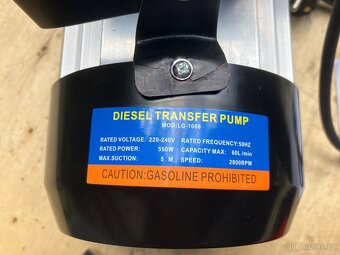 DIESEL TRANSFER PUMP
MOD.LG-1008
RATED VOLTAGE: 220-240V RATED FREQUENCY:50HZ
RATED POWER: 550W CAPACITY MAX: 60L/min
MAX.SUCTION: 5 M SPEED: 2800RPM
CAUTION:GASOLINE PROHIBITED